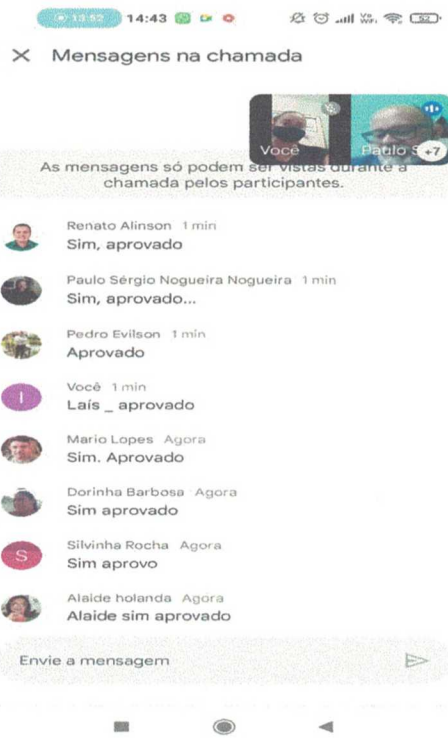 13:52 14:43 52
Mensagens na chamada
Você Paulo S +7
As mensagens só podem ser vistas durante a
chamada pelos participantes.
Renato Alinson 1 min
Sim, aprovado
Paulo Sérgio Nogueira Nogueira 1 min
Sim, aprovado...
Pedro Evilson 1 min
Aprovado
I
Você 1 min
Laís _ aprovado
Mario Lopes Agora
Sim. Aprovado
Dorinha Barbosa Agora
Sim aprovado
S
Silvinha Rocha Agora
Sim aprovo
Alaide holanda Agora
Alaide sim aprovado
Envie a mensagem